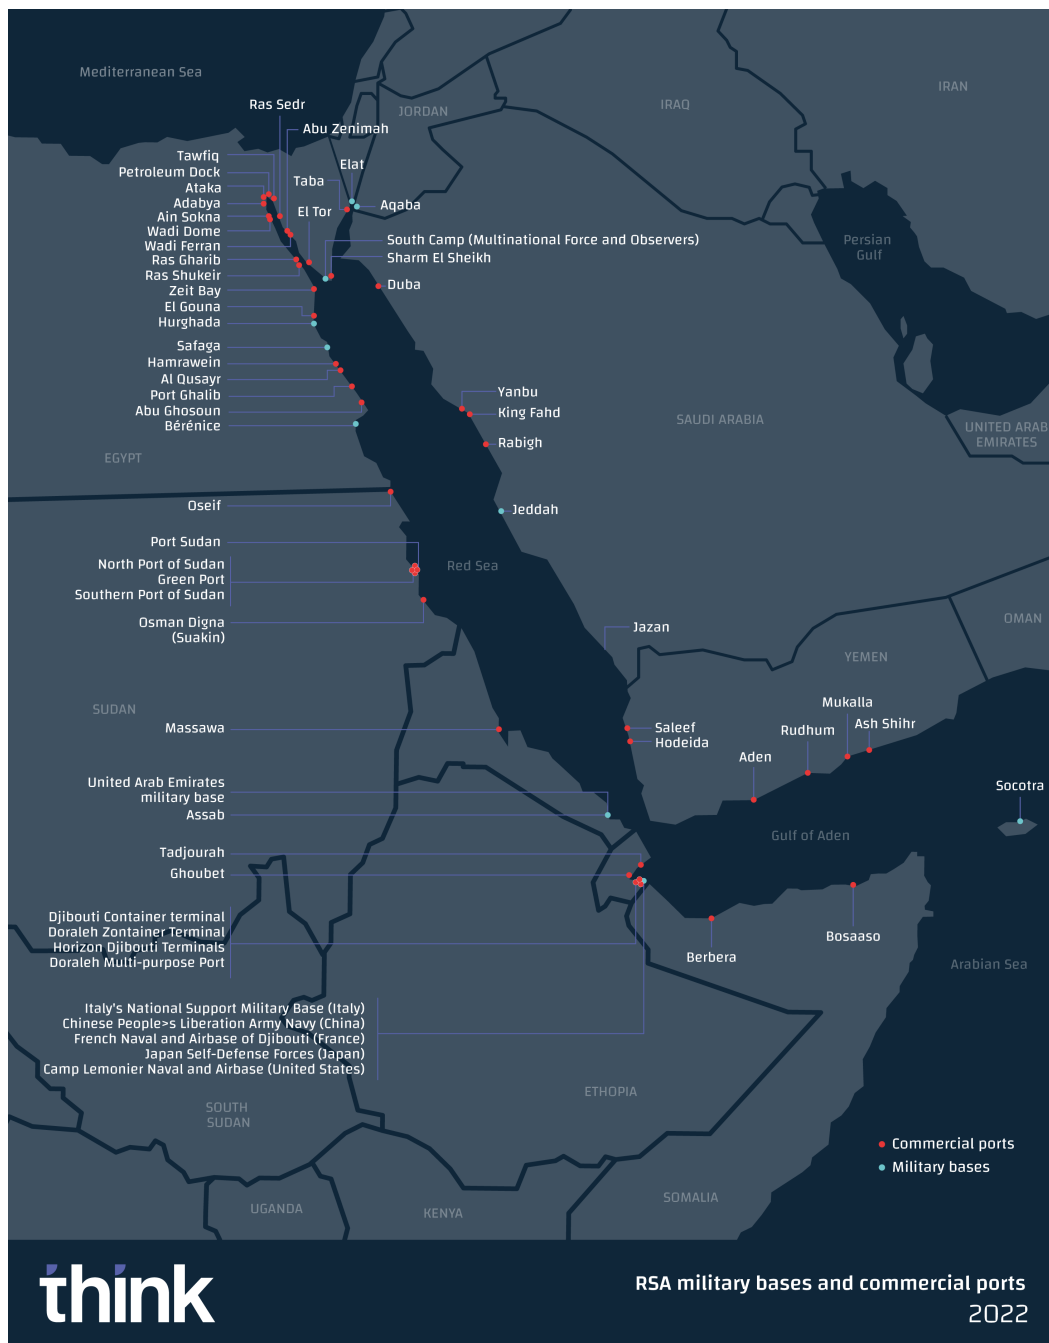 Mediterranean Sea
IRAN
Ras Sedr
JORDAN
IRAQ
Abu Zenimah
Tawfiq
Elat
Petroleum Dock
Taba
Ataka
Adabya
Aqaba
El Tor
Ain Sokna
Wadi Dome
South Camp (Multinational Force and Observers)
Persian
Gulf
Wadi Ferran
Sharm El Sheikh
Ras Gharib
Ras Shukeir
Duba
Zeit Bay
El Gouna
Hurghada
Safaga
Hamrawein
Al Qusayr
Port Ghalib
Yanbu
Abu Ghosoun
King Fahd
SAUDI ARABIA
Bérénice
UNITED ARAB
EMIRATES
Rabigh
EGYPT
Oseif
Jeddah
Port Sudan
North Port of Sudan
Green Port
Southern Port of Sudan
Red Sea
Osman Digna
(Suakin)
OMAN
Jazan
YEMEN
SUDAN
Mukalla
Massawa
Saleef
Hodeida
Rudhum
Ash Shihr
Aden
United Arab Emirates
military base
Socotra
Assab
Gulf of Aden
Tadjourah
Ghoubet
Djibouti Container terminal
Doraleh Zontainer Terminal
Horizon Djibouti Terminals
Doraleh Multi-purpose Port
Bosaaso
Berbera
Arabian Sea
Italy's National Support Military Base (Italy)
Chinese People>s Liberation Army Navy (China)
French Naval and Airbase of Djibouti (France)
Japan Self-Defense Forces (Japan)
Camp Lemonier Naval and Airbase (United States)
ETHIOPIA
SOUTH
SUDAN
Commercial ports
Military bases
UGANDA
KENYA
SOMALIA
think
RSA military bases and commercial ports
2022